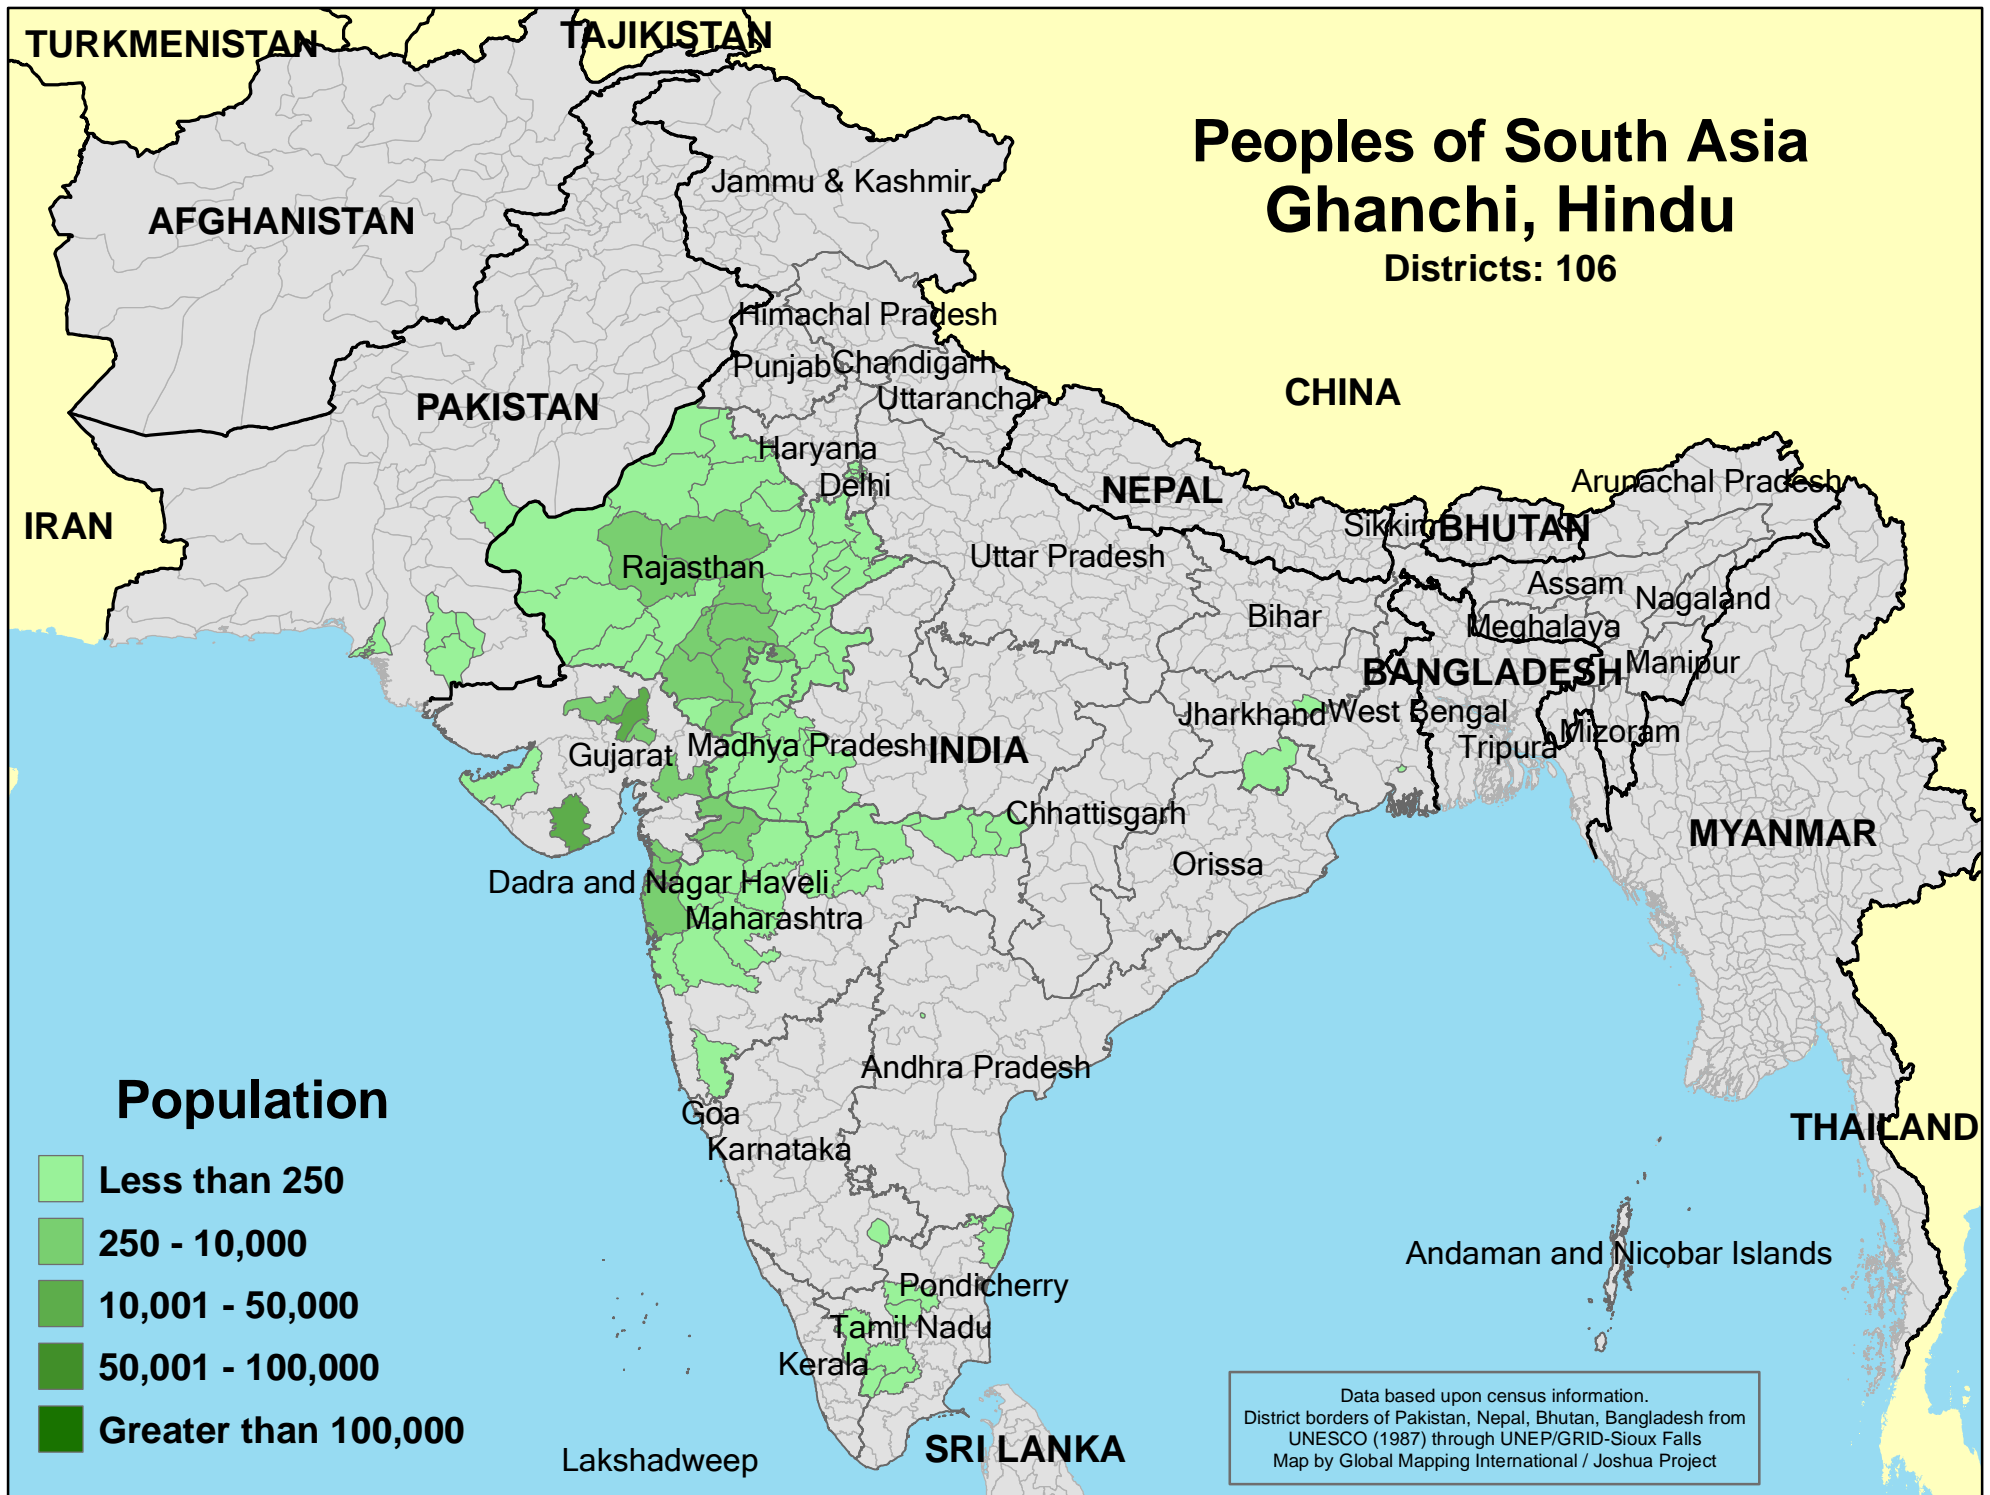 TURKMENISTAN
TAJIKISTAN
Peoples of South Asia
Ghanchi, Hindu
Districts: 106
Jammu & Kashmir
AFGHANISTAN
Himachal Pradesh
Punjab
Chandigarh
Uttaranchal
CHINA
PAKISTAN
Haryana
Delhi
NEPAL
Arunachal Pradesh
IRAN
Sikkim
BHUTAN
Rajasthan
Uttar Pradesh
Assam
Nagaland
Bihar
Meghalaya
BANGLADESH
Manipur
Jharkhand
West Bengal
Tripura
Mizoram
Gujarat
Madhya Pradesh
INDIA
Chhattisgarh
MYANMAR
Orissa
Dadra and Nagar Haveli
Maharashtra
Andhra Pradesh
Goa
Karnataka
THAILAND
Population
Less than 250
250 - 10,000
10,001 - 50,000
50,001 - 100,000
Greater than 100,000
Andaman and Nicobar Islands
Pondicherry
Tamil Nadu
Kerala
Lakshadweep
SRI LANKA
Data based upon census information.
District borders of Pakistan, Nepal, Bhutan, Bangladesh from
UNESCO (1987) through UNEP/GRID-Sioux Falls
Map by Global Mapping International / Joshua Project